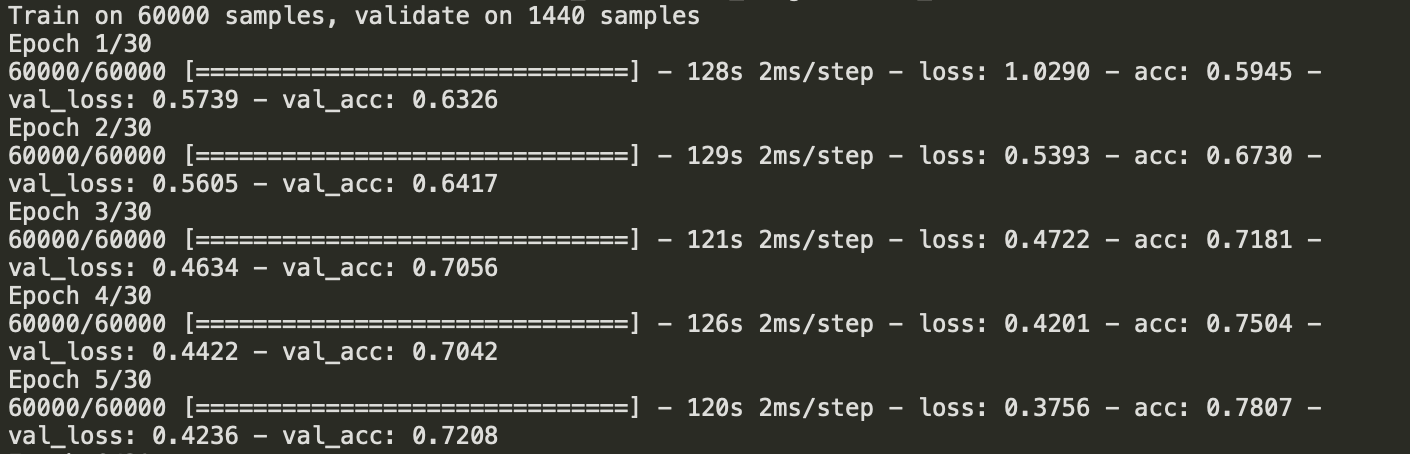 Train on 60000 samples, validate on 1440 samples
Epoch 1/30
60000/60000 [==============================] - 128s 2ms/step - loss: 1.0290 - acc: 0.5945 -
val_loss: 0.5739 - val_acc: 0.6326
Epoch 2/30
60000/60000 [==============================] - 129s 2ms/step - loss: 0.5393 - acc: 0.6730 -
val_loss: 0.5605 - val_acc: 0.6417
Epoch 3/30
60000/60000 [==============================] - 121s 2ms/step - loss: 0.4722 - acc: 0.7181 -
val_loss: 0.4634 - val_acc: 0.7056
Epoch 4/30
60000/60000 [==============================] - 126s 2ms/step - loss: 0.4201 - acc: 0.7504 -
val_loss: 0.4422 - val_acc: 0.7042
Epoch 5/30
60000/60000 [==============================] - 120s 2ms/step - loss: 0.3756 - acc: 0.7807 -
val_loss: 0.4236 - val_acc: 0.7208